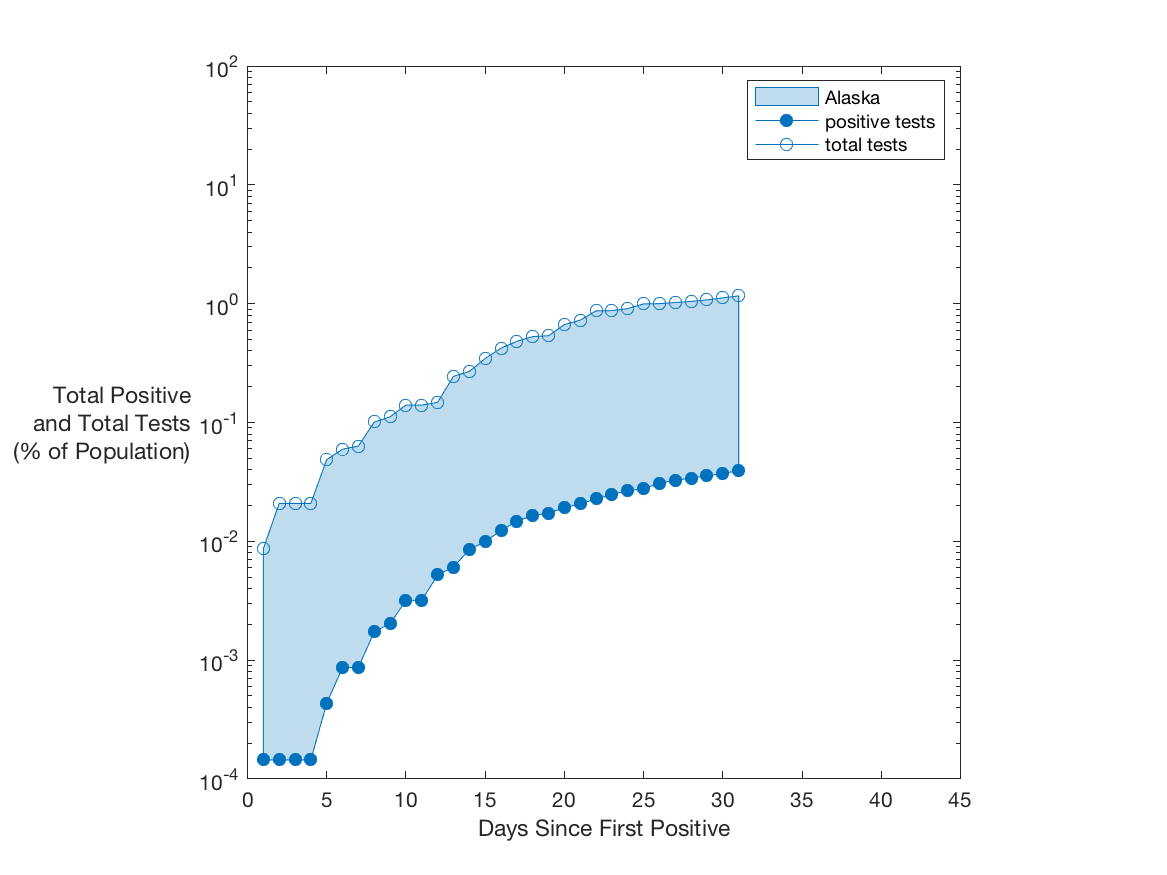 10^2
10^1
10^0
10^-1
10^-2
10^-3
10^-4
Total Positive
and Total Tests
(% of Population)
Alaska
positive tests
total tests
0 5 10 15 20 25 30 35 40 45
Days Since First Positive